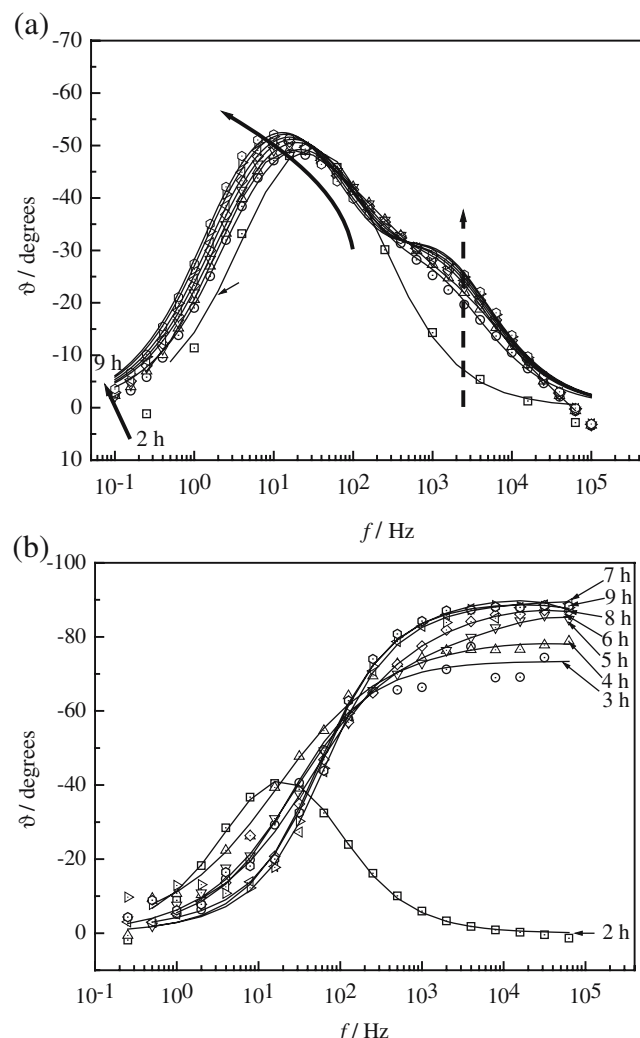 (a)
-70
-60
-50
-40
-30
-20
-10
0
10
ϑ / degrees
9 h
2 h
10-1 100 101 102 103 104 105
f / Hz
(b)
-100
-80
-60
-40
-20
0
ϑ / degrees
7 h
9 h
8 h
6 h
5 h
4 h
3 h
2 h
10-1 100 101 102 103 104 105
f / Hz